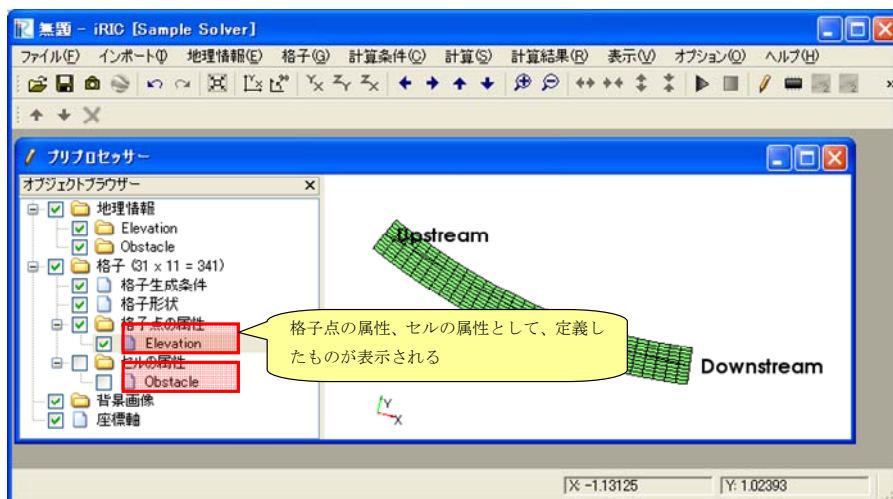 無題 - iRIC [Sample Solver]
ファイル(F) インポート(I) 地理情報(E) 格子(G) 計算条件(C) 計算(S) 計算結果(R) 表示(V) オプション(O) ヘルプ(H)
プリプロセッサー
オブジェクトブラウザー
地理情報
Elevation
Obstacle
格子 (31 x 11 = 341)
格子生成条件
格子形状
格子点の属性
Elevation
セルの属性
Obstacle
背景画像
座標軸
Upstream
Downstream
Y
X
格子点の属性、セルの属性として、定義し
たものが表示される
X: -1.13125 Y: 1.02393